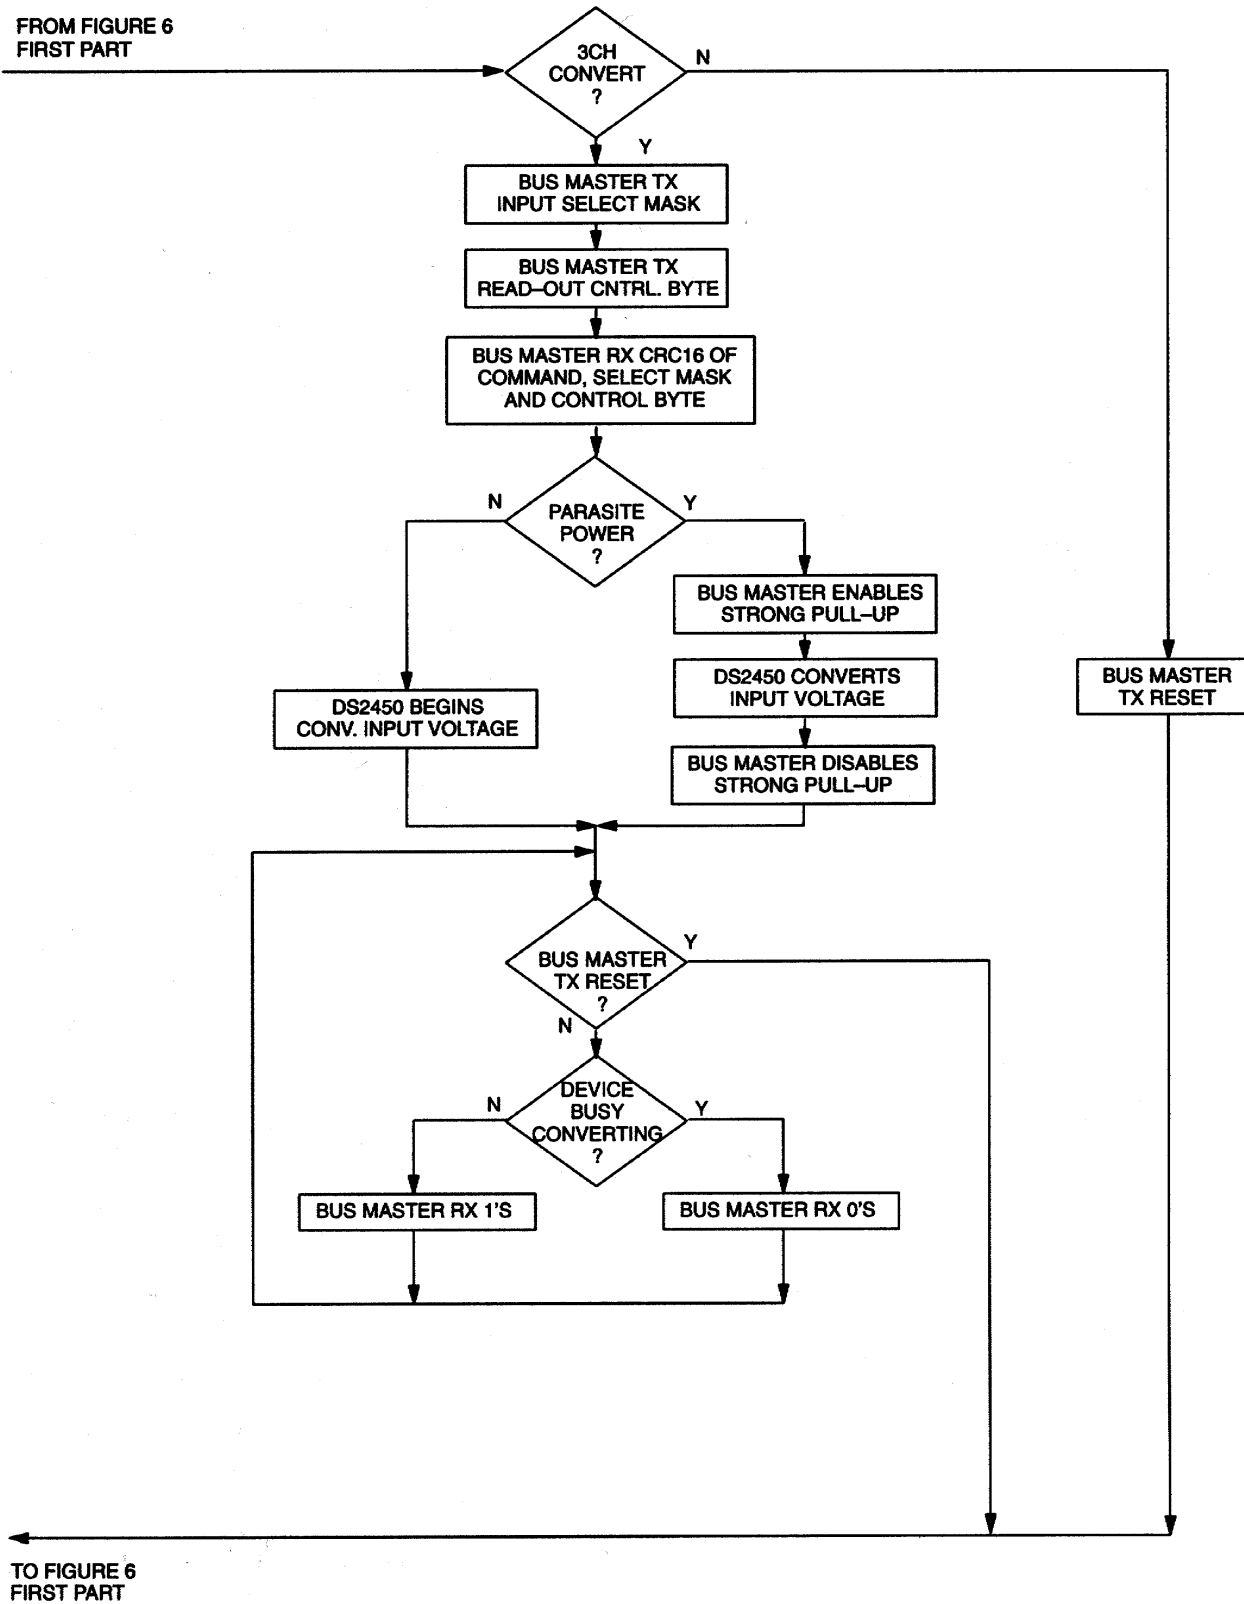 FROM FIGURE 6
FIRST PART
3CH
CONVERT
?
N
Y
BUS MASTER TX
INPUT SELECT MASK
BUS MASTER TX
READ–OUT CNTRL. BYTE
BUS MASTER RX CRC16 OF
COMMAND, SELECT MASK
AND CONTROL BYTE
N
PARASITE
POWER
?
Y
BUS MASTER ENABLES
STRONG PULL–UP
DS2450 CONVERTS
INPUT VOLTAGE
BUS MASTER
TX RESET
DS2450 BEGINS
CONV. INPUT VOLTAGE
BUS MASTER DISABLES
STRONG PULL–UP
Y
BUS MASTER
TX RESET
?
N
N
DEVICE
BUSY
CONVERTING
?
Y
BUS MASTER RX 1'S
BUS MASTER RX 0'S
TO FIGURE 6
FIRST PART